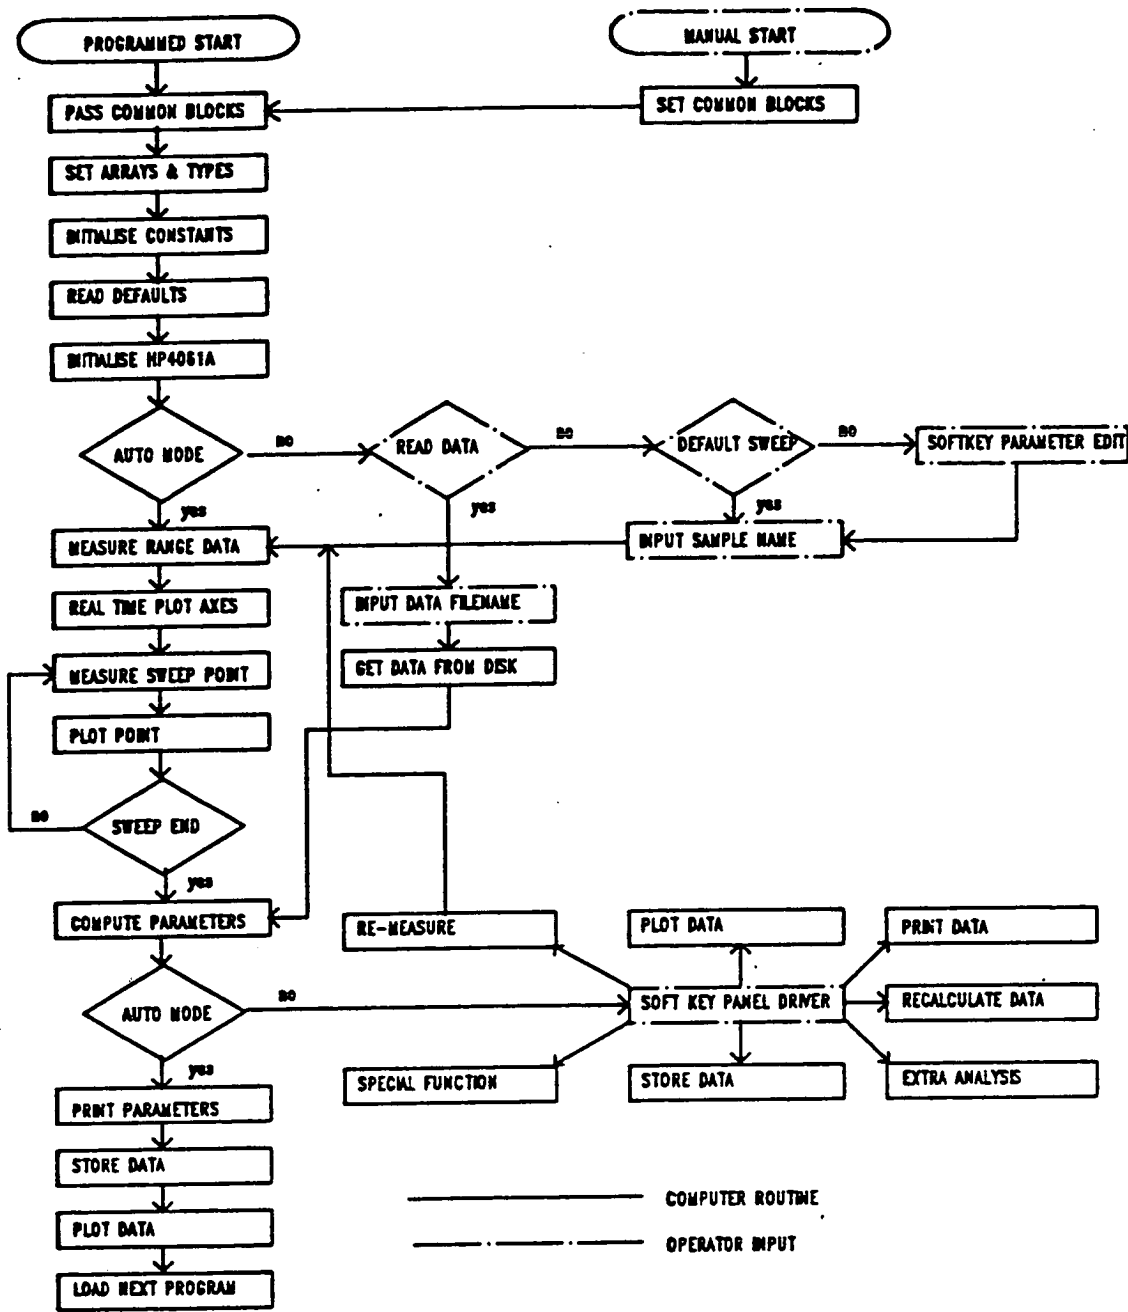 PROGRAMMED START
MANUAL START
PASS COMMON BLOCKS
SET COMMON BLOCKS
SET ARRAYS & TYPES
INITIALISE CONSTANTS
READ DEFAULTS
INITIALISE HP4061A
AUTO MODE
no
READ DATA
no
DEFAULT SWEEP
no
SOFTKEY PARAMETER EDIT
yes
yes
yes
MEASURE RANGE DATA
INPUT SAMPLE NAME
REAL TIME PLOT AXES
INPUT DATA FILENAME
MEASURE SWEEP POINT
GET DATA FROM DISK
PLOT POINT
no
SWEEP END
yes
COMPUTE PARAMETERS
RE-MEASURE
PLOT DATA
PRINT DATA
AUTO MODE
no
SOFT KEY PANEL DRIVER
RECALCULATE DATA
yes
SPECIAL FUNCTION
STORE DATA
EXTRA ANALYSIS
PRINT PARAMETERS
STORE DATA
PLOT DATA
LOAD NEXT PROGRAM
COMPUTER ROUTINE
OPERATOR INPUT